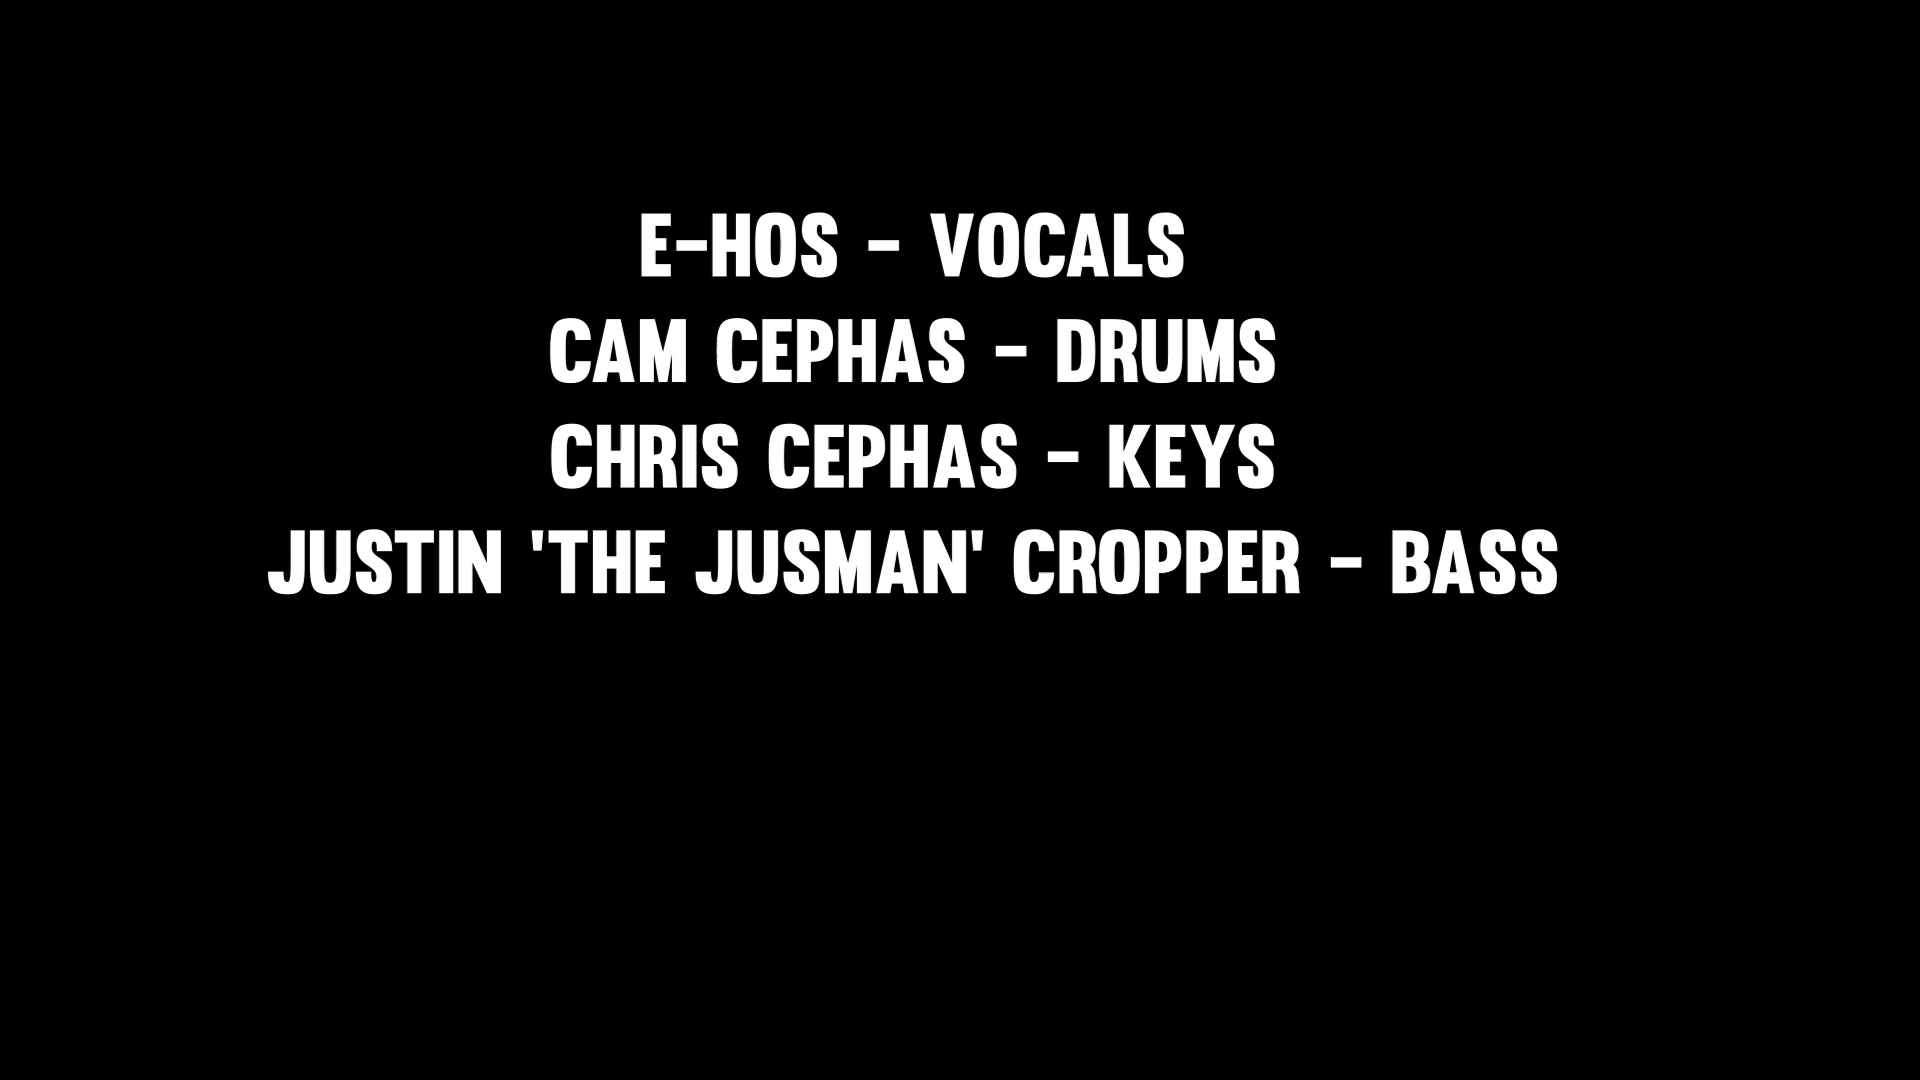 E-HOS - VOCALS
CAM CEPHAS - DRUMS
CHRIS CEPHAS - KEYS
JUSTIN 'THE JUSMAN' CROPPER - BASS